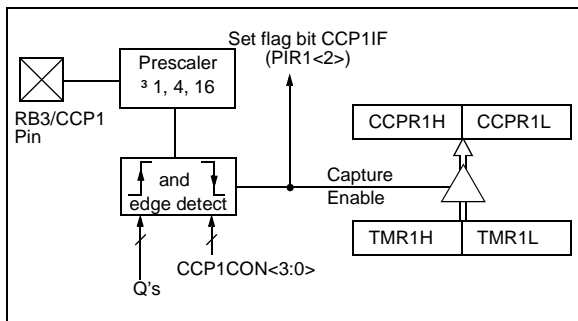 Set flag bit CCP1IF
(PIR1<2>)
Prescaler
³ 1, 4, 16
RB3/CCP1
Pin
CCPR1H CCPR1L
and
edge detect
Capture
Enable
TMR1H TMR1L
CCP1CON<3:0>
Q's